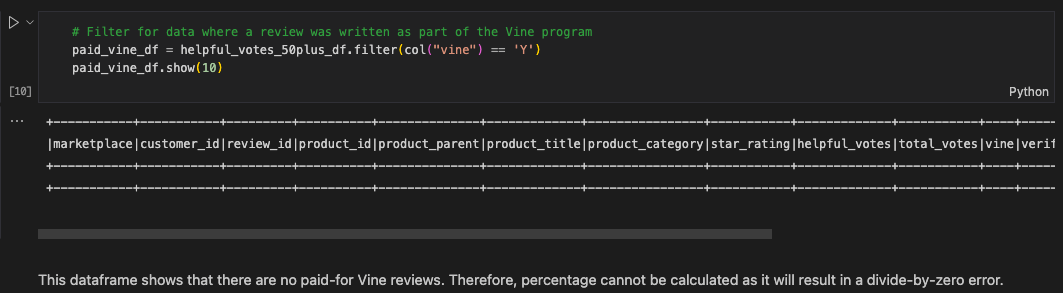 # Filter for data where a review was written as part of the Vine program
paid_vine_df = helpful_votes_50plus_df.filter(col("vine") == 'Y')
paid_vine_df.show(10)
[10]
Python
...
+-----------+-----------+---------+----------+--------------+-------------+----------------+-----------+-------------+-----------+----+-----
|marketplace|customer_id|review_id|product_id|product_parent|product_title|product_category|star_rating|helpful_votes|total_votes|vine|verif
+-----------+-----------+---------+----------+--------------+-------------+----------------+-----------+-------------+-----------+----+-----
+-----------+-----------+---------+----------+--------------+-------------+----------------+-----------+-------------+-----------+----+-----
This dataframe shows that there are no paid-for Vine reviews. Therefore, percentage cannot be calculated as it will result in a divide-by-zero error.